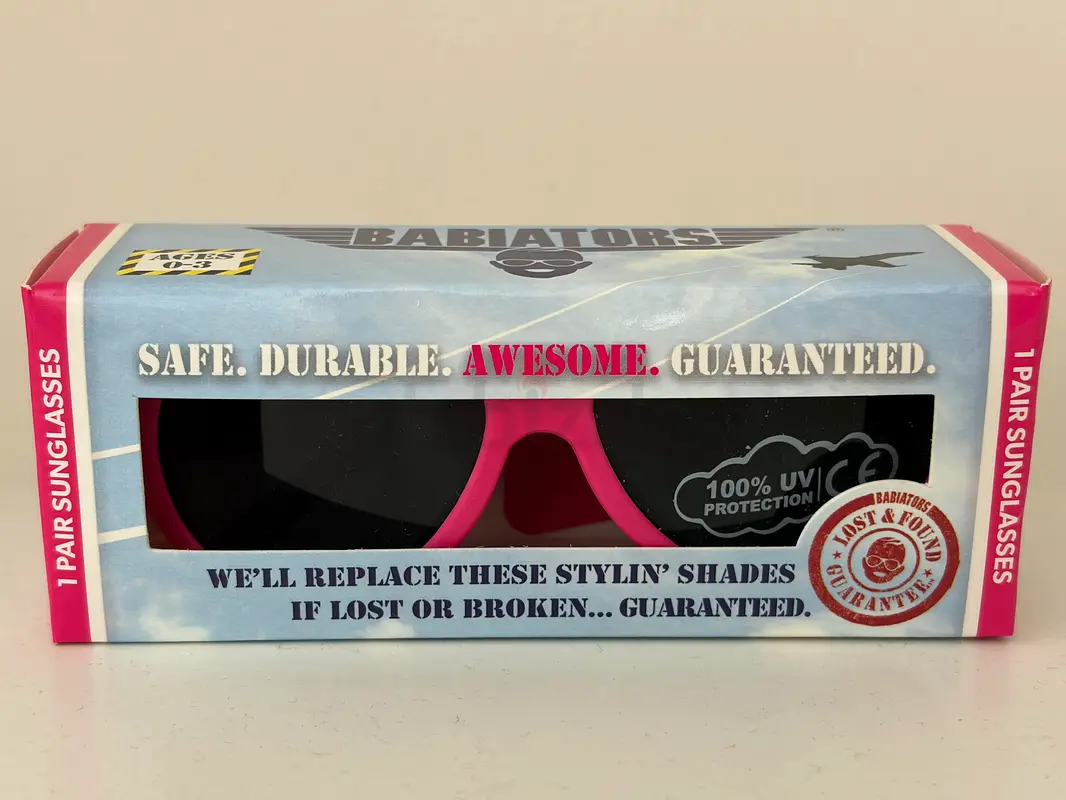 BABIATORS
AGES
0-3
SAFE. DURABLE. AWESOME. GUARANTEED.
100% UV
PROTECTION
CE
WE'LL REPLACE THESE STYLIN' SHADES
IF LOST OR BROKEN... GUARANTEED.
BABIATORS
LOST & FOUND
GUARANTEE
1 PAIR SUNGLASSES
1 PAIR SUNGLASSES